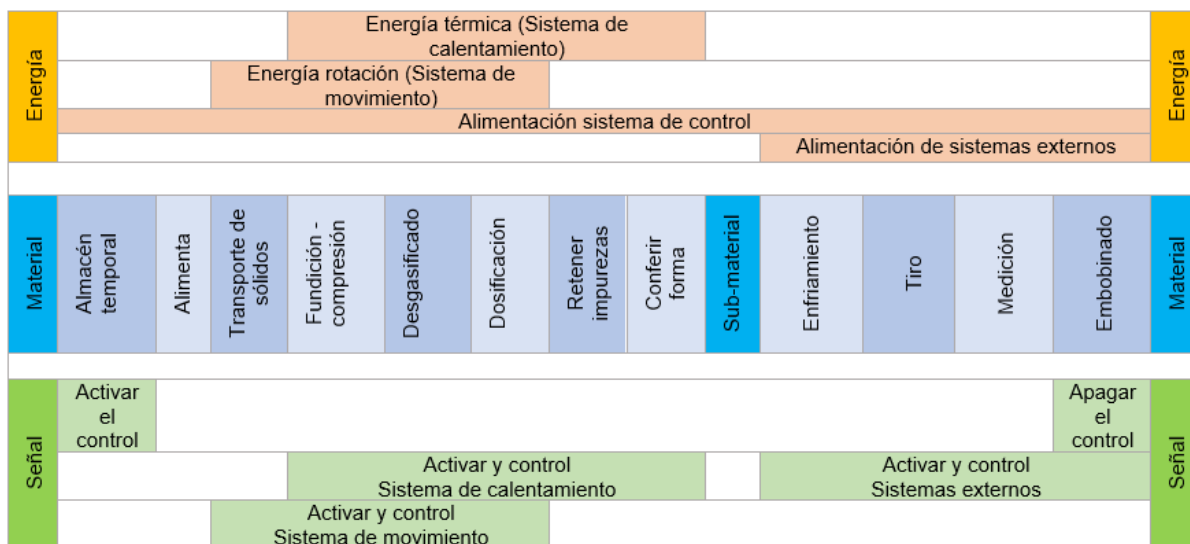 Energía
Energía térmica (Sistema de
calentamiento)
Energía rotación (Sistema de
movimiento)
Alimentación sistema de control
Alimentación de sistemas externos
Energía
Material
Almacén
temporal
Alimenta
Transporte de
sólidos
Fundición -
compresión
Desgasificado
Dosificación
Retener
impurezas
Conferir
forma
Sub-material
Enfriamiento
Tiro
Medición
Embobinado
Material
Señal
Activar
el
control
Apagar
el
control
Activar y control
Sistema de calentamiento
Activar y control
Sistemas externos
Activar y control
Sistema de movimiento
Señal